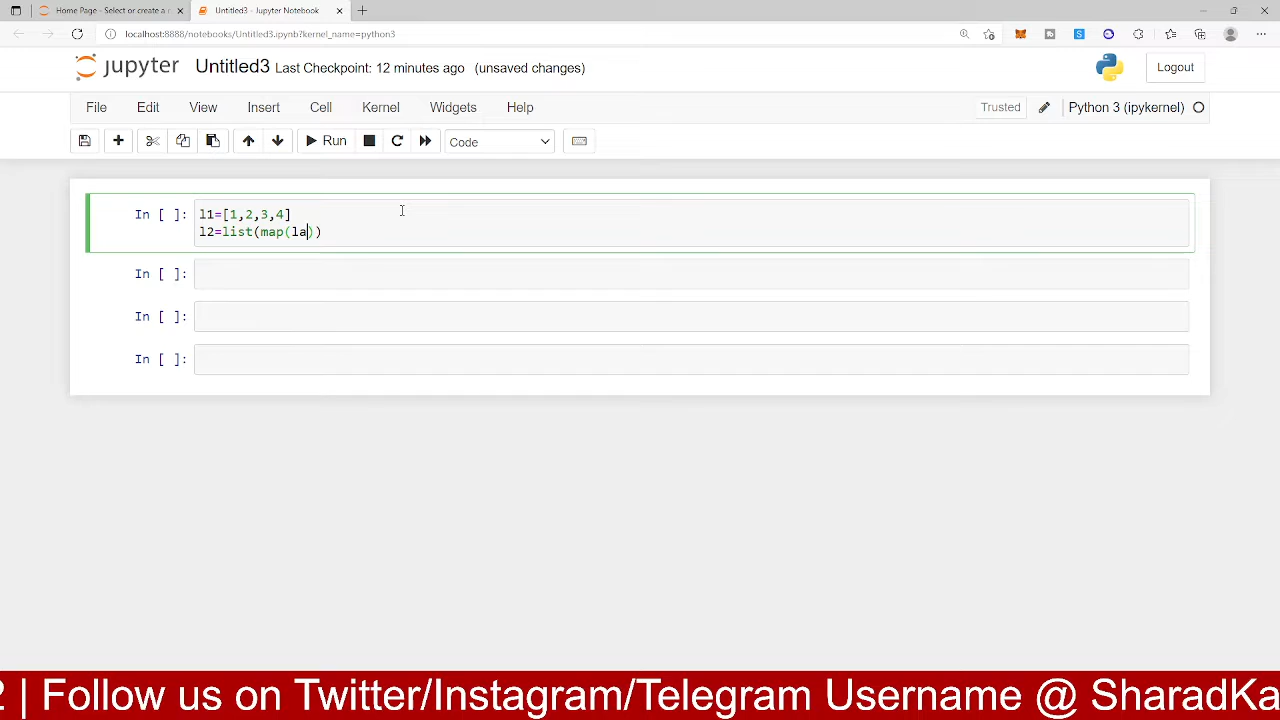 Home Page - Select or create a n
Untitled3 - Jupyter Notebook
localhost:8888/notebooks/Untitled3.ipynb?kernel_name=python3
jupyter Untitled3 Last Checkpoint: 12 minutes ago (unsaved changes)
Logout
File Edit View Insert Cell Kernel Widgets Help
Trusted Python 3 (ipykernel)
Run Code
In [ ]: l1=[1,2,3,4]
l2=list(map(la))
In [ ]:
In [ ]:
In [ ]:
| Follow us on Twitter/Instagram/Telegram Username @ SharadKa